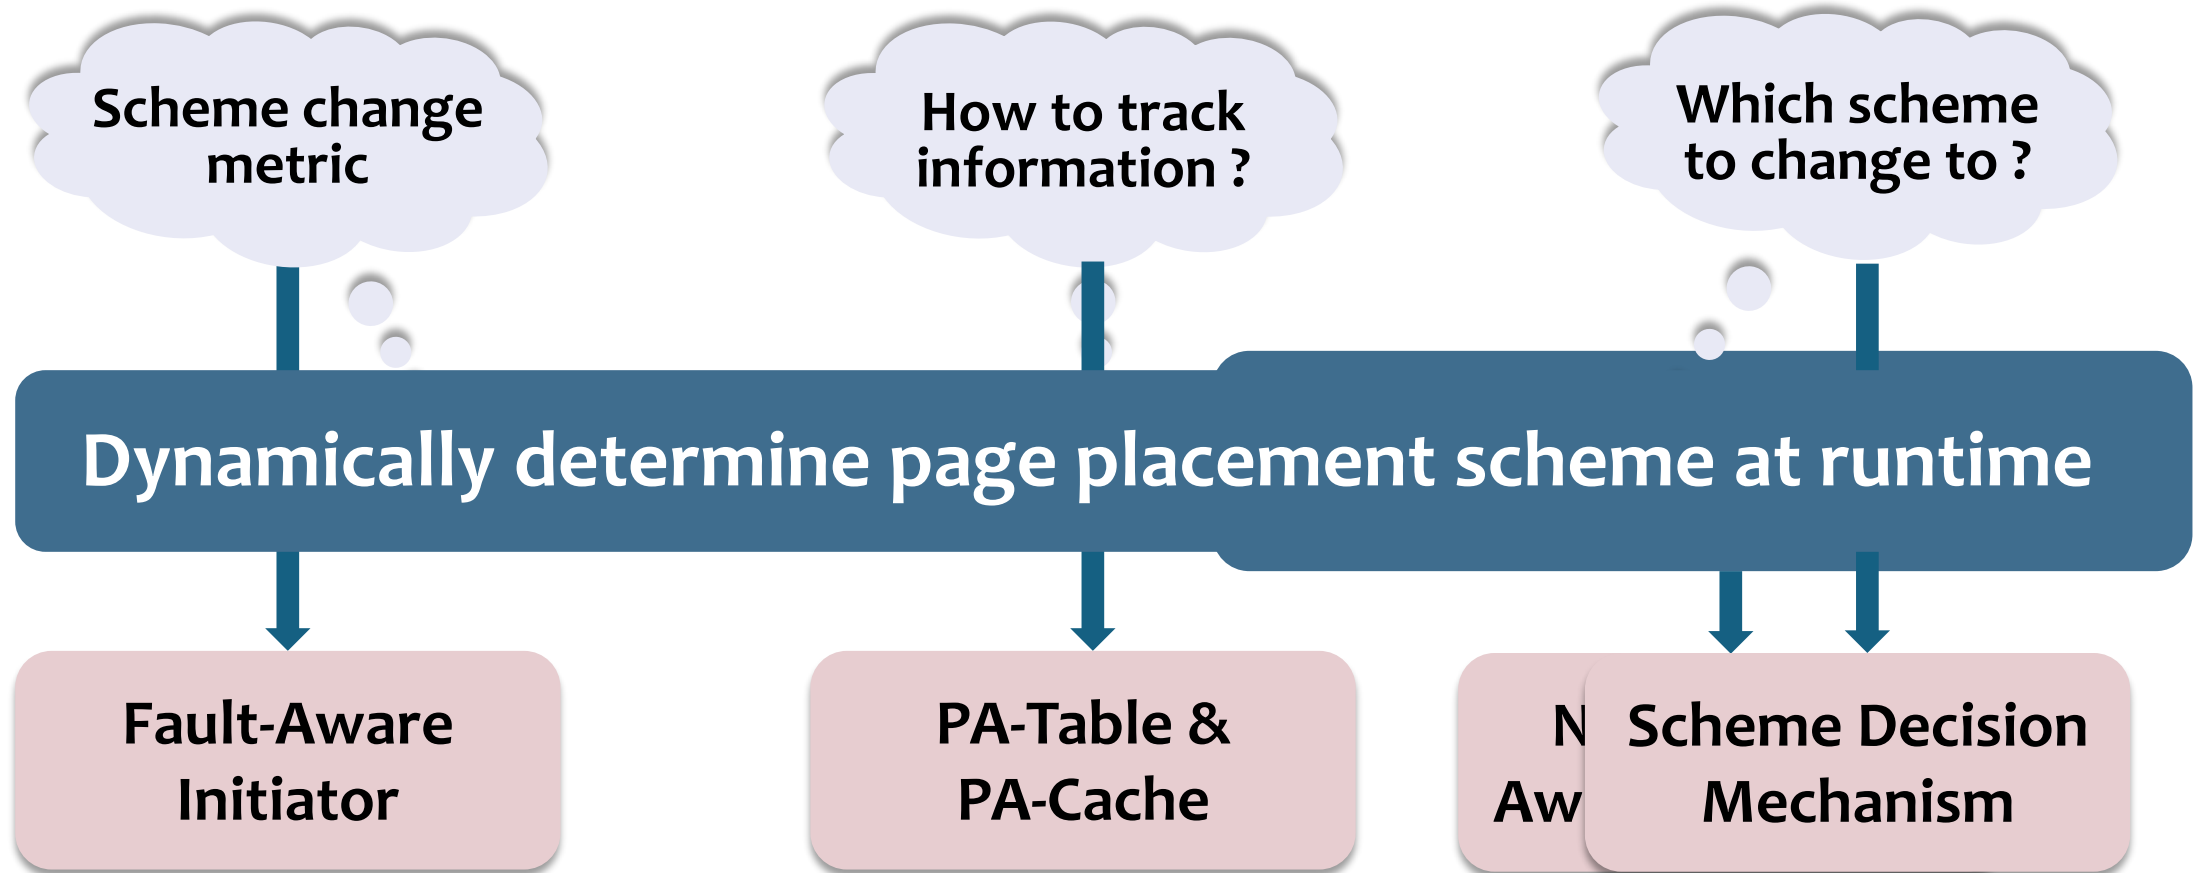 Scheme change
metric
How to track
information ?
Which scheme
to change to ?
Dynamically determine page placement scheme at runtime
Fault-Aware
Initiator
PA-Table &
PA-Cache
Scheme Decision
Mechanism